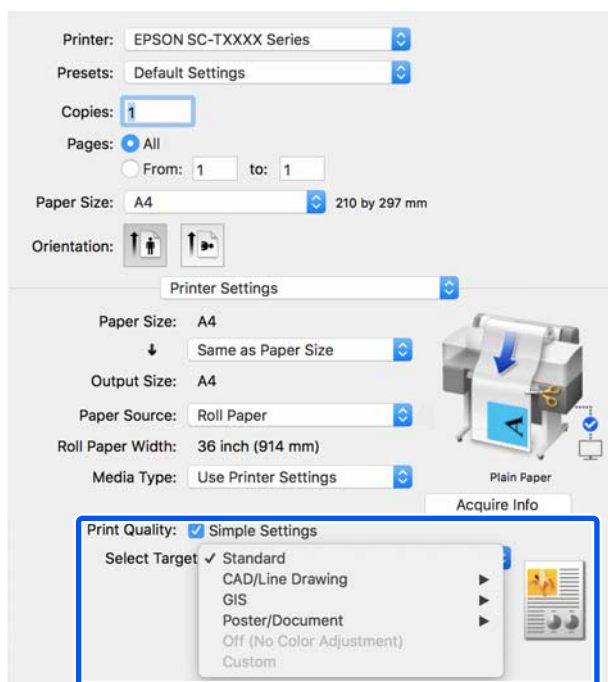 Printer: EPSON SC-TXXXX Series
Presets: Default Settings
Copies: 1
Pages: All
From: 1 to: 1
Paper Size: A4 210 by 297 mm
Orientation:
Printer Settings
Paper Size: A4
Same as Paper Size
Output Size: A4
Paper Source: Roll Paper
Roll Paper Width: 36 inch (914 mm)
Media Type: Use Printer Settings
Plain Paper
Acquire Info
Print Quality: Simple Settings
Select Target Standard
CAD/Line Drawing
GIS
Poster/Document
Off (No Color Adjustment)
Custom